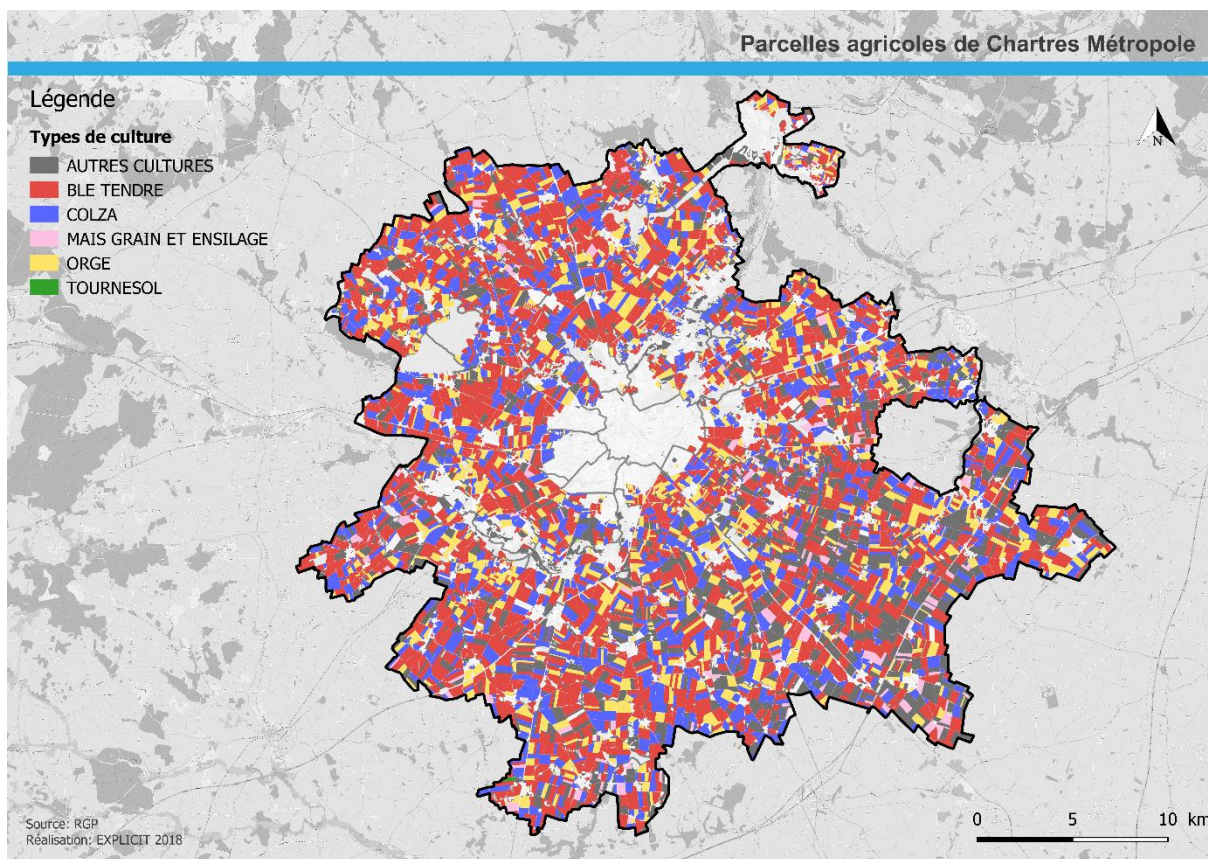 Parcelles agricoles de Chartres Métropole
Légende
Types de culture
AUTRES CULTURES
BLE TENDRE
COLZA
MAIS GRAIN ET ENSILAGE
ORGE
TOURNESOL
N
Source: RGP
Réalisation: EXPLICIT 2018
0 5 10 km